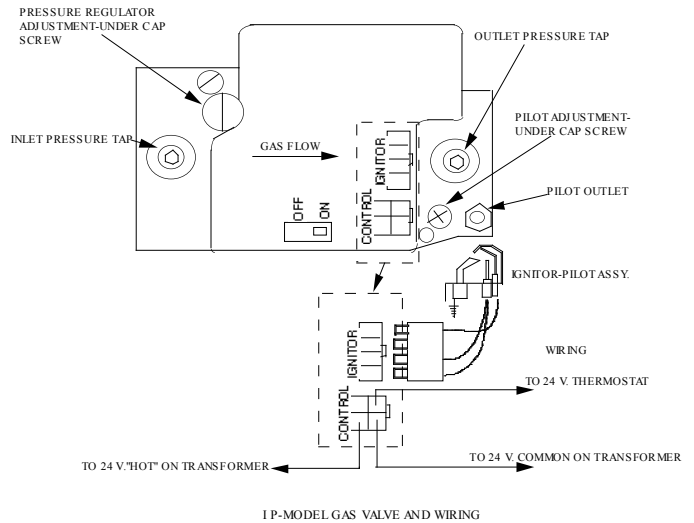 PRESSURE REGULATOR
ADJUSTMENT-UNDER CAP
SCREW
OUTLET PRESSURE TAP
PILOT ADJUSTMENT-
UNDER CAP SCREW
INLET PRESSURE TAP
GAS FLOW
IGNITOR
PILOT OUTLET
OFF
ON
CONTROL
IGNITOR-PILOT ASSY.
IGNITOR
WIRING
TO 24 V. THERMOSTAT
CONTROL
TO 24 V."HOT" ON TRANSFORMER
TO 24 V. COMMON ON TRANSFORMER
I P-MODEL GAS VALVE AND WIRING